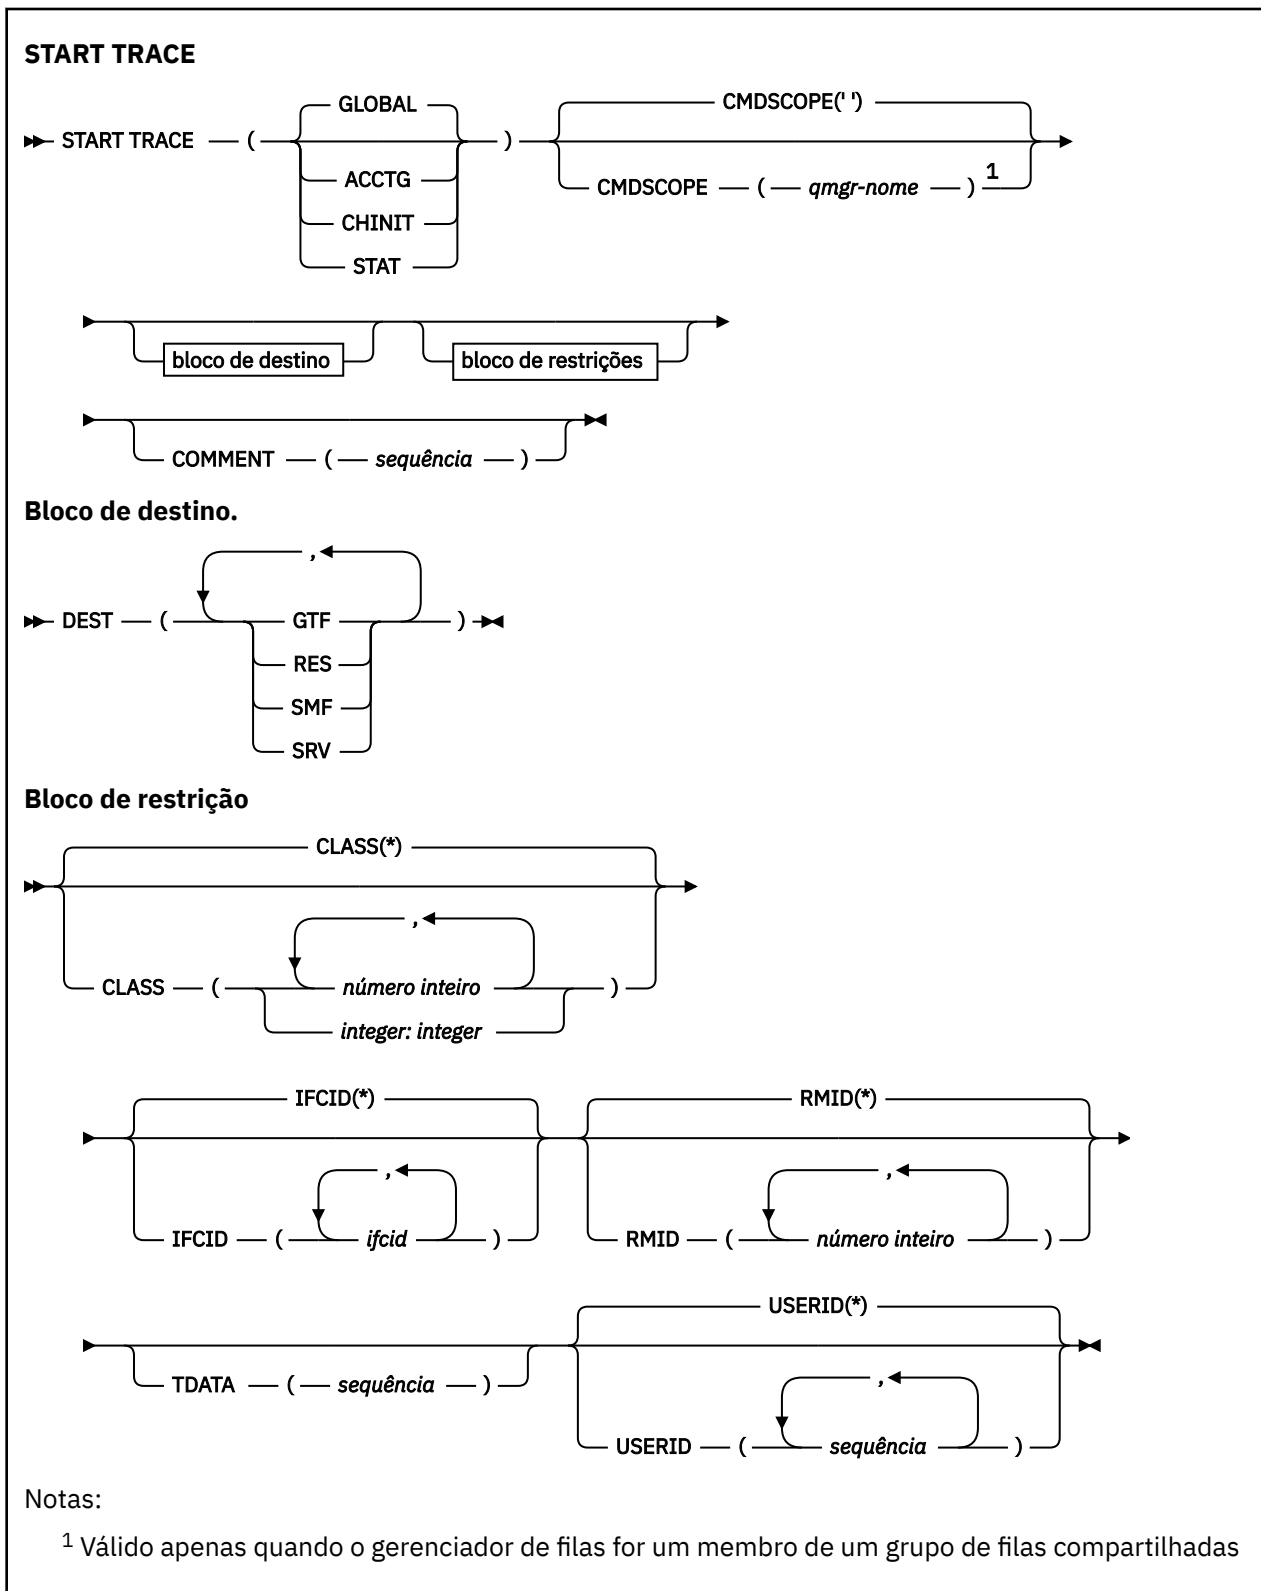 START TRACE
GLOBAL
CMDSCOPE(' ')
START TRACE ( )
ACCTG
CMDSCOPE ( qmgr-nome ) 1
CHINIT
STAT
bloco de destino bloco de restrições
COMMENT ( sequência )
Bloco de destino.
,
DEST ( GTF )
RES
SMF
SRV
Bloco de restrição
CLASS(*)
,
CLASS ( número inteiro )
integer: integer
IFCID(*) RMID(*)
, ,
IFCID ( ifcid ) RMID ( número inteiro )
USERID(*)
TDATA ( sequência )
,
USERID ( sequência )
Notas:
1 Válido apenas quando o gerenciador de filas for um membro de um grupo de filas compartilhadas